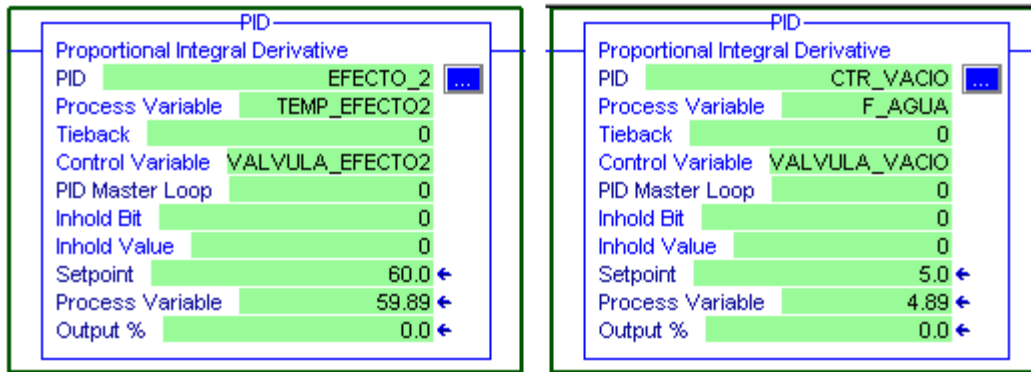 PID
Proportional Integral Derivative
PID EFECTO_2 ...
Process Variable TEMP_EFECTO2
Tieback 0
Control Variable VALVULA_EFECTO2
PID Master Loop 0
Inhold Bit 0
Inhold Value 0
Setpoint 60.0
Process Variable 59.89
Output % 0.0
PID
Proportional Integral Derivative
PID CTR_VACIO ...
Process Variable F_AGUA
Tieback 0
Control Variable VALVULA_VACIO
PID Master Loop 0
Inhold Bit 0
Inhold Value 0
Setpoint 5.0
Process Variable 4.89
Output % 0.0